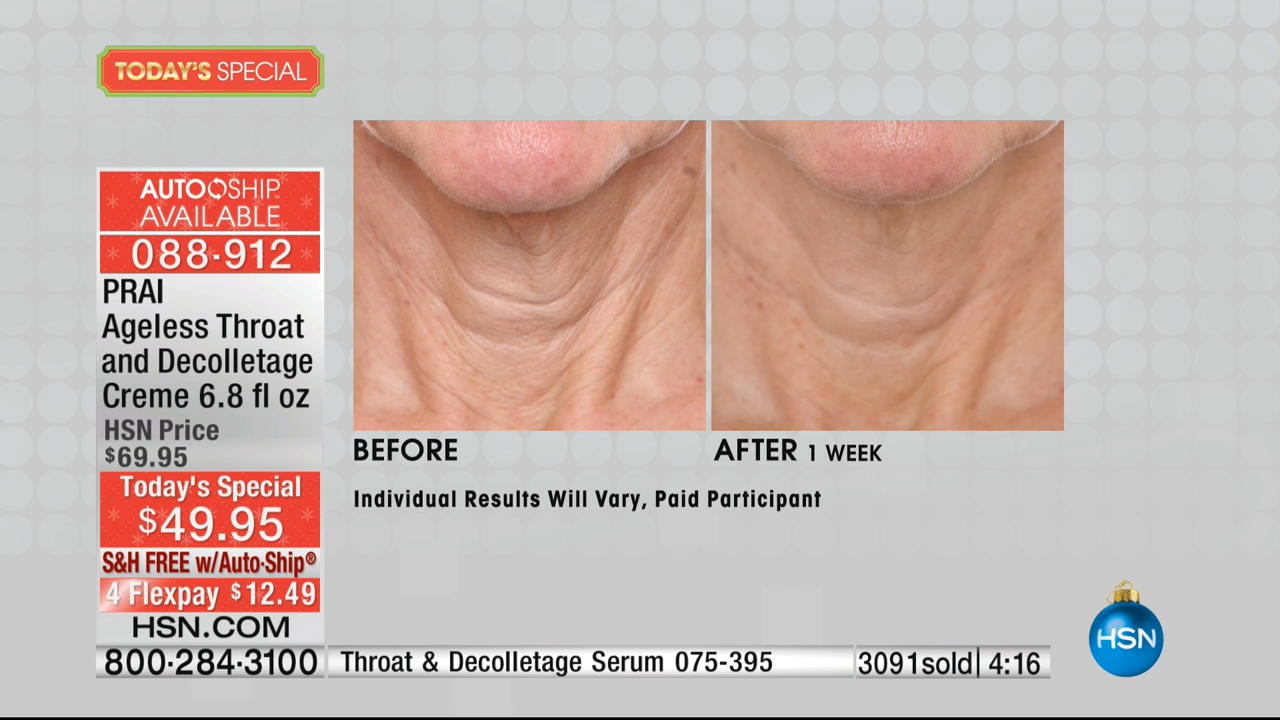 TODAY'S SPECIAL
AUTO SHIP
AVAILABLE
088-912
PRAI
Ageless Throat
and Decolletage
Creme 6.8 fl oz
HSN Price
$69.95
Today's Special
$49.95
S&H FREE w/Auto-Ship®
4 Flexpay $12.49
HSN.COM
800-284-3100
BEFORE
AFTER 1 WEEK
Individual Results Will Vary, Paid Participant
HSN
Throat & Decolletage Serum 075-395
3091sold 4:16